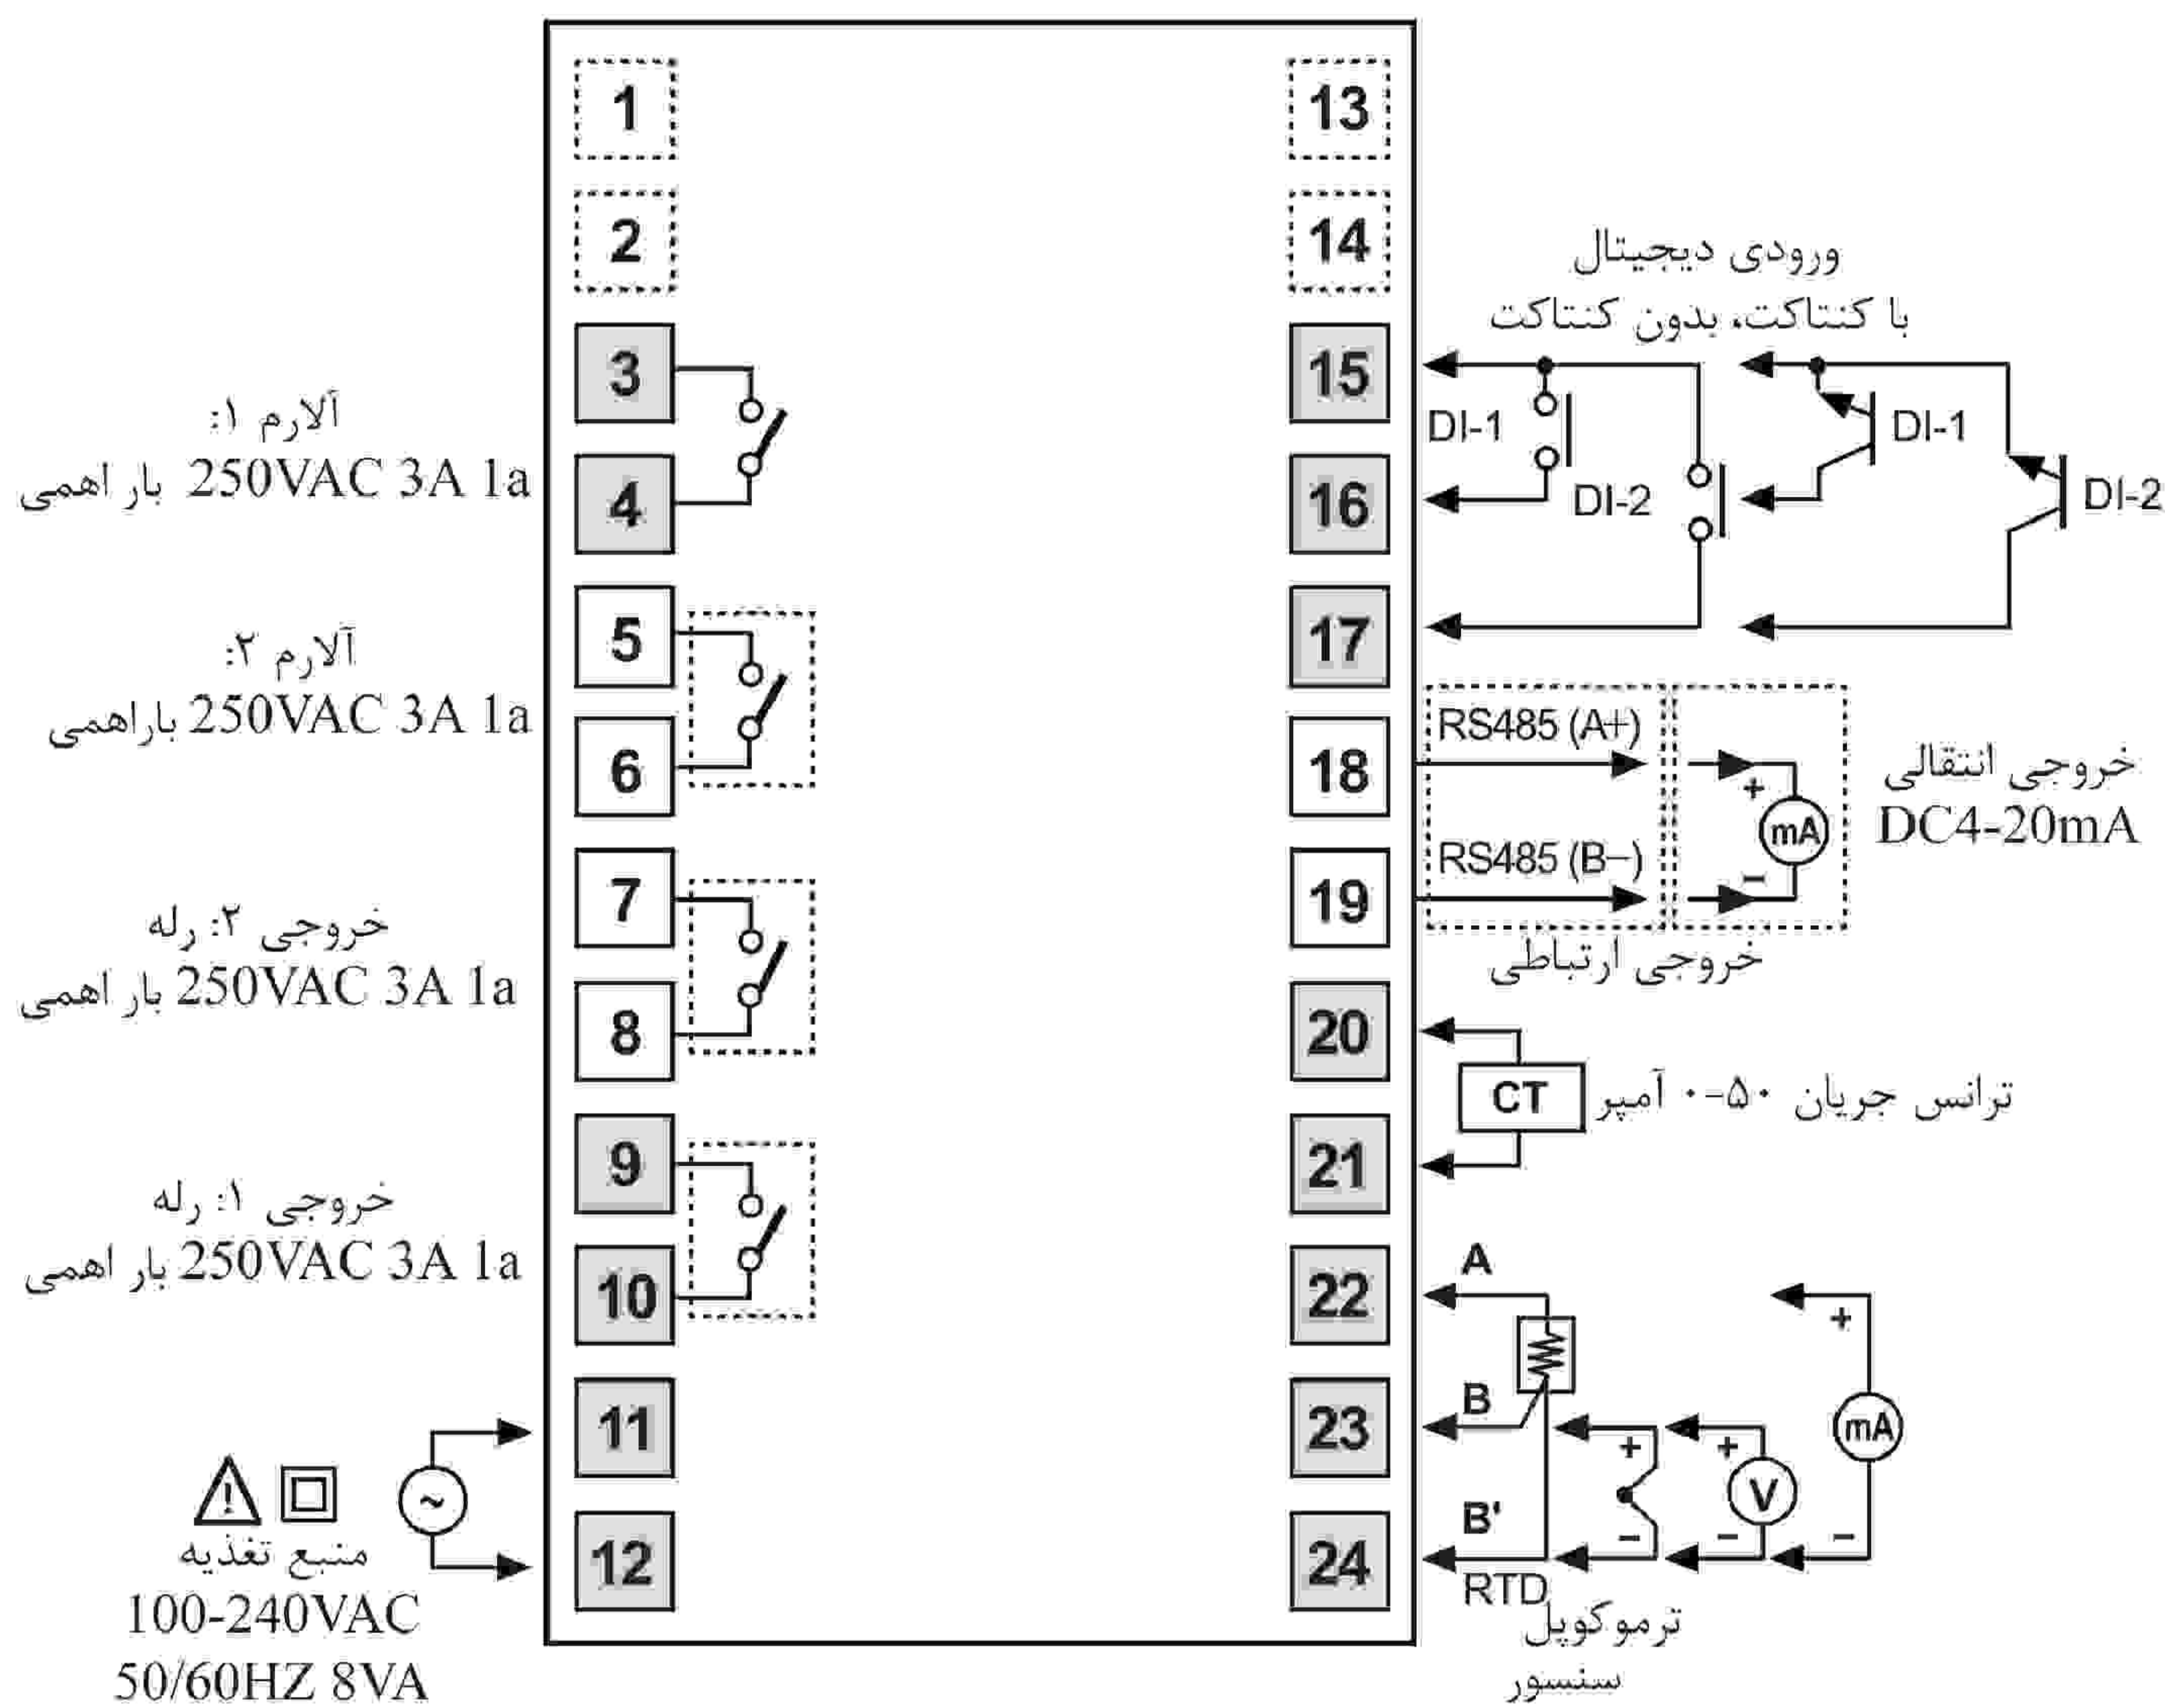 1
2
3
4
5
6
7
8
9
10
11
12
13
14
15
16
17
18
19
20
21
22
23
24
آلارم ۱:
250VAC 3A 1a بار اهمی
آلارم ۲:
250VAC 3A 1a باراهمی
خروجی ۲: رله
250VAC 3A 1a بار اهمی
خروجی ۱: رله
250VAC 3A 1a بار اهمی
~
!
منبع تغذیه
100-240VAC
50/60HZ 8VA
ورودی دیجیتال
با کنتاکت، بدون کنتاکت
DI-1
DI-2
DI-1
DI-2
RS485 (A+)
RS485 (B−)
+
mA
−
خروجی انتقالی
DC4-20mA
خروجی ارتباطی
CT
ترانس جریان ۵۰-۰ آمپر
A
B
B'
RTD
+
−
+
V
−
+
mA
−
ترموکوپل
سنسور